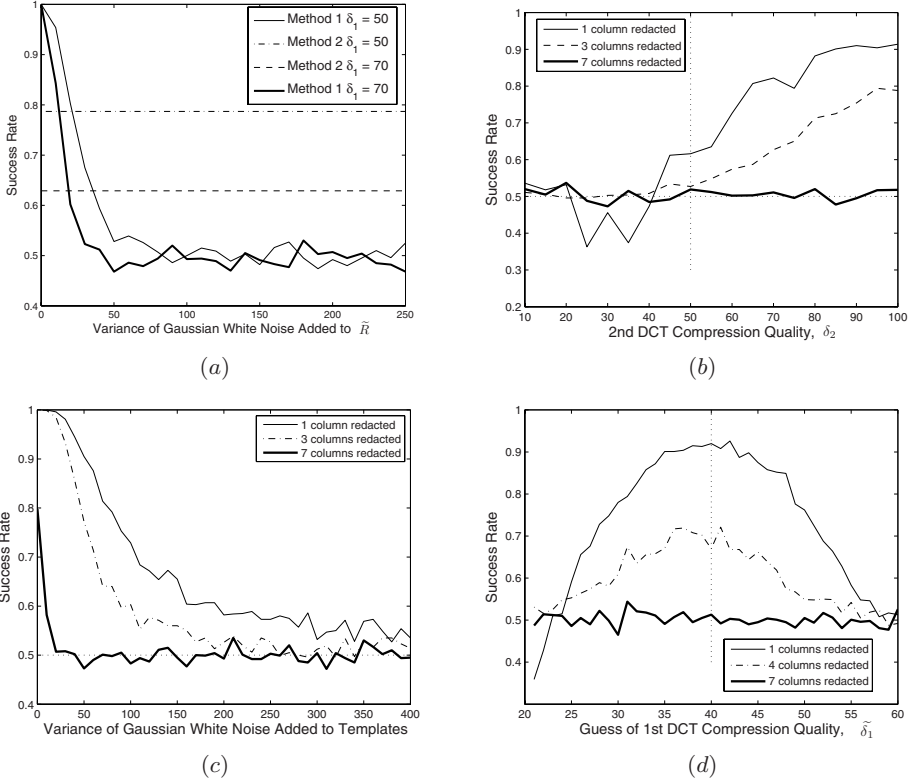 Method 1 δ1 = 50
Method 2 δ1 = 50
Method 2 δ1 = 70
Method 1 δ1 = 70
1
0.9
0.8
0.7
0.6
0.5
0.4
Success Rate
0 50 100 150 200 250
Variance of Gaussian White Noise Added to R̃
(a)
1 column redacted
3 columns redacted
7 columns redacted
1
0.9
0.8
0.7
0.6
0.5
0.4
0.3
0.2
Success Rate
10 20 30 40 50 60 70 80 90 100
2nd DCT Compression Quality, δ2
(b)
1 column redacted
3 columns redacted
7 columns redacted
1
0.9
0.8
0.7
0.6
0.5
0.4
Success Rate
0 50 100 150 200 250 300 350 400
Variance of Gaussian White Noise Added to Templates
(c)
1
0.9
0.8
0.7
0.6
0.5
0.4
Success Rate
1 columns redacted
4 columns redacted
7 columns redacted
20 25 30 35 40 45 50 55 60
Guess of 1st DCT Compression Quality, δ̃1
(d)